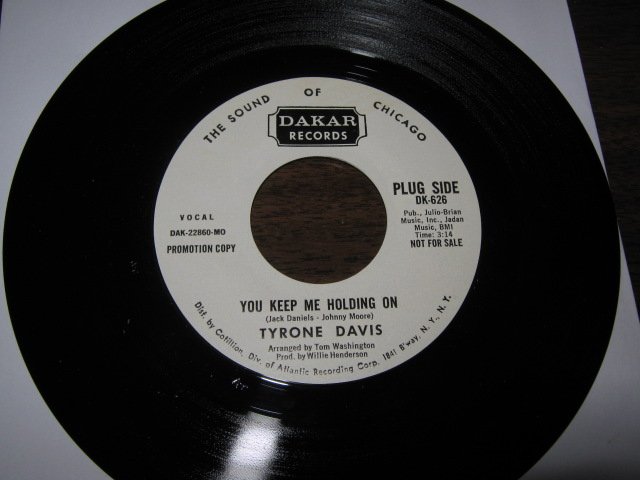 THE SOUND OF CHICAGO
DAKAR
RECORDS
VOCAL
DAK-22860-MO
PROMOTION COPY
PLUG SIDE
DK-626
Pub., Julio-Brian
Music, Inc., Jadan
Music, BMI
Time: 3:14
NOT FOR SALE
YOU KEEP ME HOLDING ON
(Jack Daniels - Johnny Moore)
TYRONE DAVIS
Arranged by Tom Washington
Prod. by Willie Henderson
Dist. by Cotillion, Div. of Atlantic Recording Corp. 1841 B'way, N. Y., N. Y.